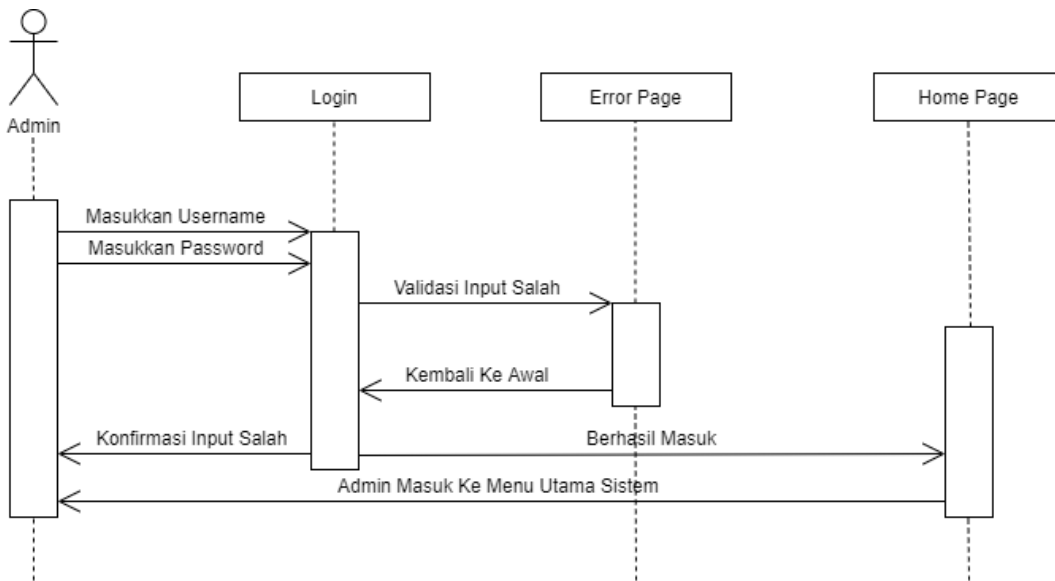 Admin
Login
Error Page
Home Page
Masukkan Username
Masukkan Password
Validasi Input Salah
Kembali Ke Awal
Konfirmasi Input Salah
Berhasil Masuk
Admin Masuk Ke Menu Utama Sistem